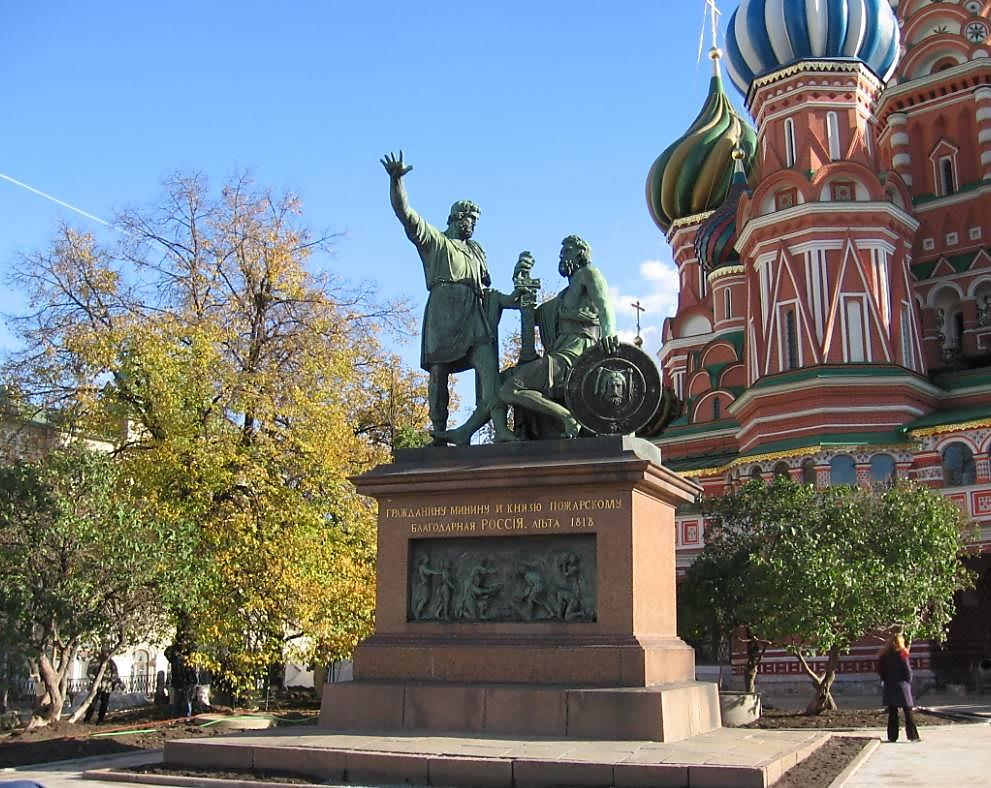 ГРАЖДАНИНУ МИНИНУ И КНЯЗЮ ПОЖАРСКОМУ
БЛАГОДАРНАЯ РОССІЯ. ЛѢТА 1818